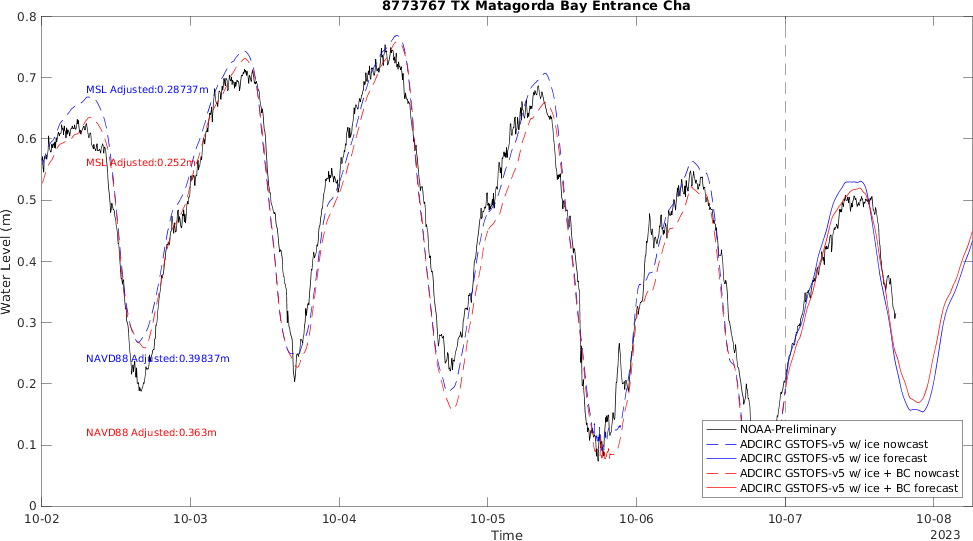 8773767 TX Matagorda Bay Entrance Cha
Water Level (m)
0.8
0.7
0.6
0.5
0.4
0.3
0.2
0.1
0
MSL Adjusted:0.28737m
MSL Adjusted:0.252m
NAVD88 Adjusted:0.39837m
NAVD88 Adjusted:0.363m
NOAA-Preliminary
ADCIRC GSTOFS-v5 w/ ice nowcast
ADCIRC GSTOFS-v5 w/ ice forecast
ADCIRC GSTOFS-v5 w/ ice + BC nowcast
ADCIRC GSTOFS-v5 w/ ice + BC forecast
10-02 10-03 10-04 10-05 10-06 10-07 10-08
2023
Time